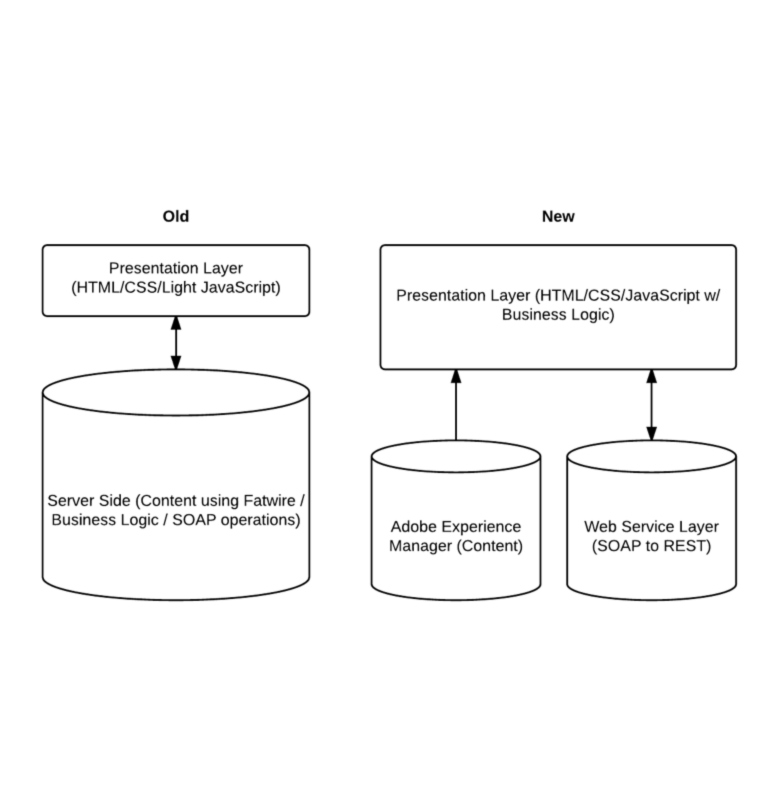 Old
Presentation Layer
(HTML/CSS/Light JavaScript)
Server Side (Content using Fatwire /
Business Logic / SOAP operations)
New
Presentation Layer (HTML/CSS/JavaScript w/
Business Logic)
Adobe Experience
Manager (Content)
Web Service Layer
(SOAP to REST)